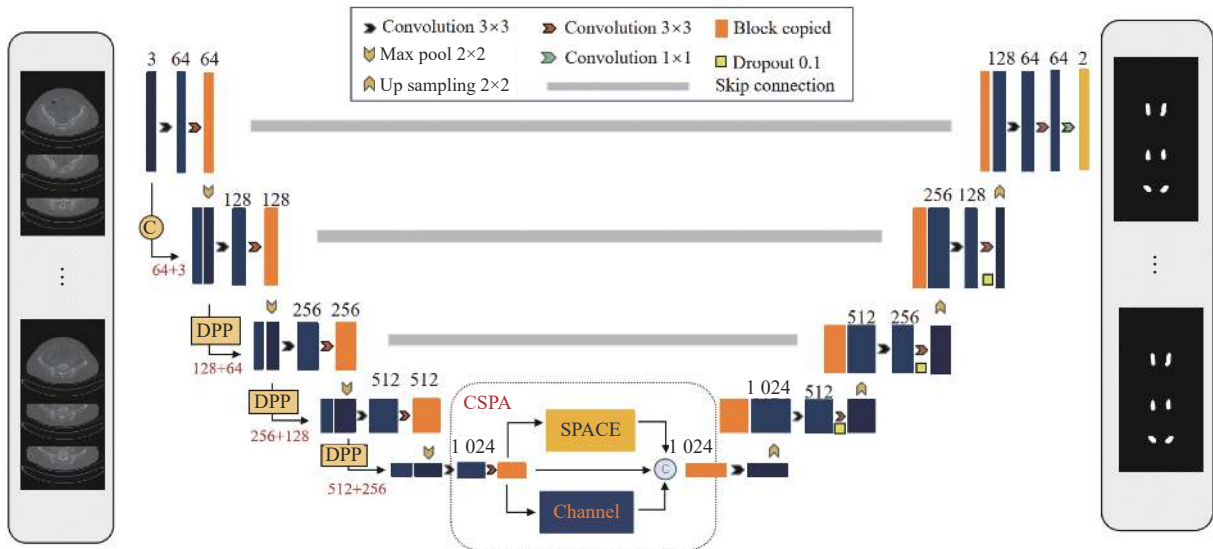 Convolution 3×3
Convolution 3×3
Block copied
Max pool 2×2
Convolution 1×1
Dropout 0.1
Up sampling 2×2
Skip connection
3 64 64
128 64 64 2
C
64+3
128 128
256 128
DPP
128+64
256 256
512 256
DPP
256+128
512 512
1 024 512
DPP
512+256
CSPA
SPACE
1 024
1 024
C
Channel
⋮
⋮